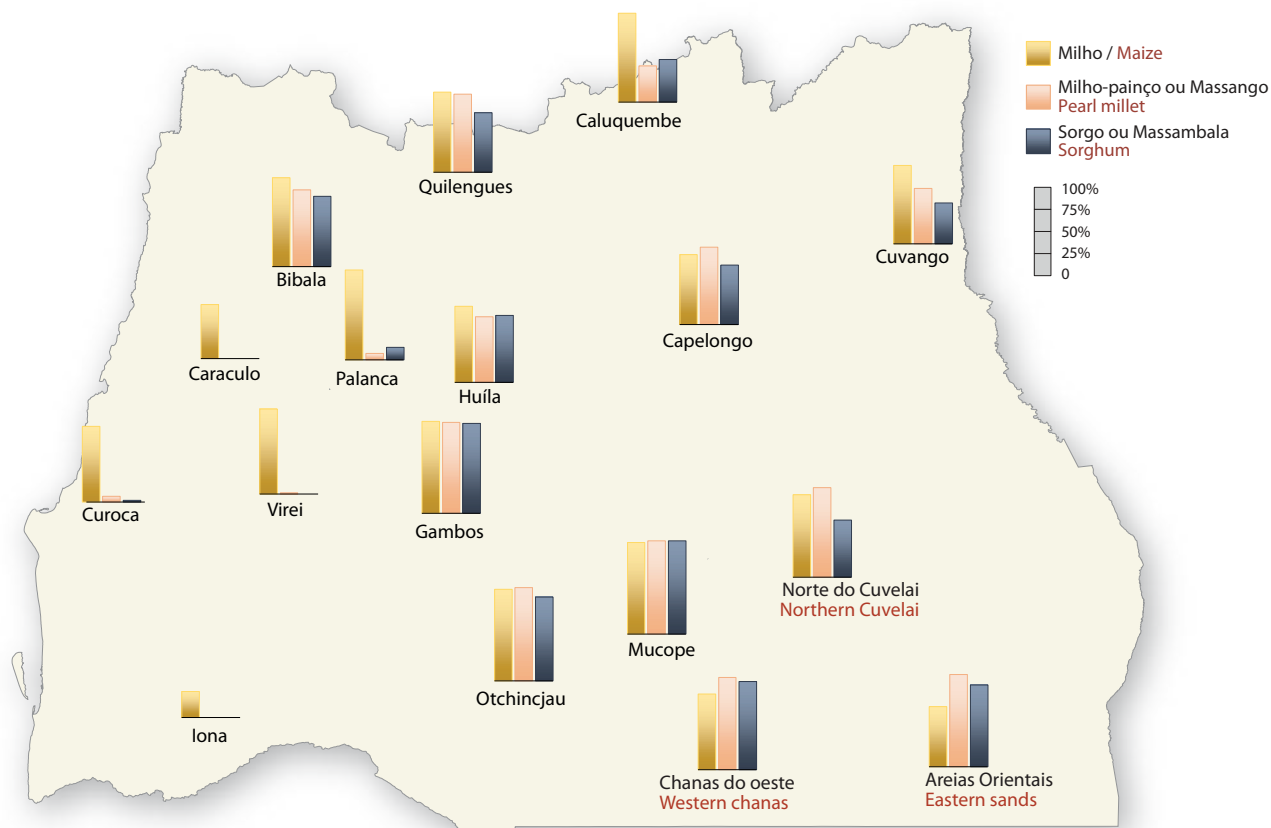 Milho / Maize
Milho-painço ou Massango
Pearl millet
Sorgo ou Massambala
Sorghum
100%
75%
50%
25%
0
Caluquembe
Quilengues
Cuvango
Bibala
Capelongo
Caraculo
Palanca
Huíla
Curoca
Virei
Gambos
Norte do Cuvelai
Northern Cuvelai
Mucope
Otchincjau
Iona
Chanas do oeste
Western chanas
Areias Orientais
Eastern sands